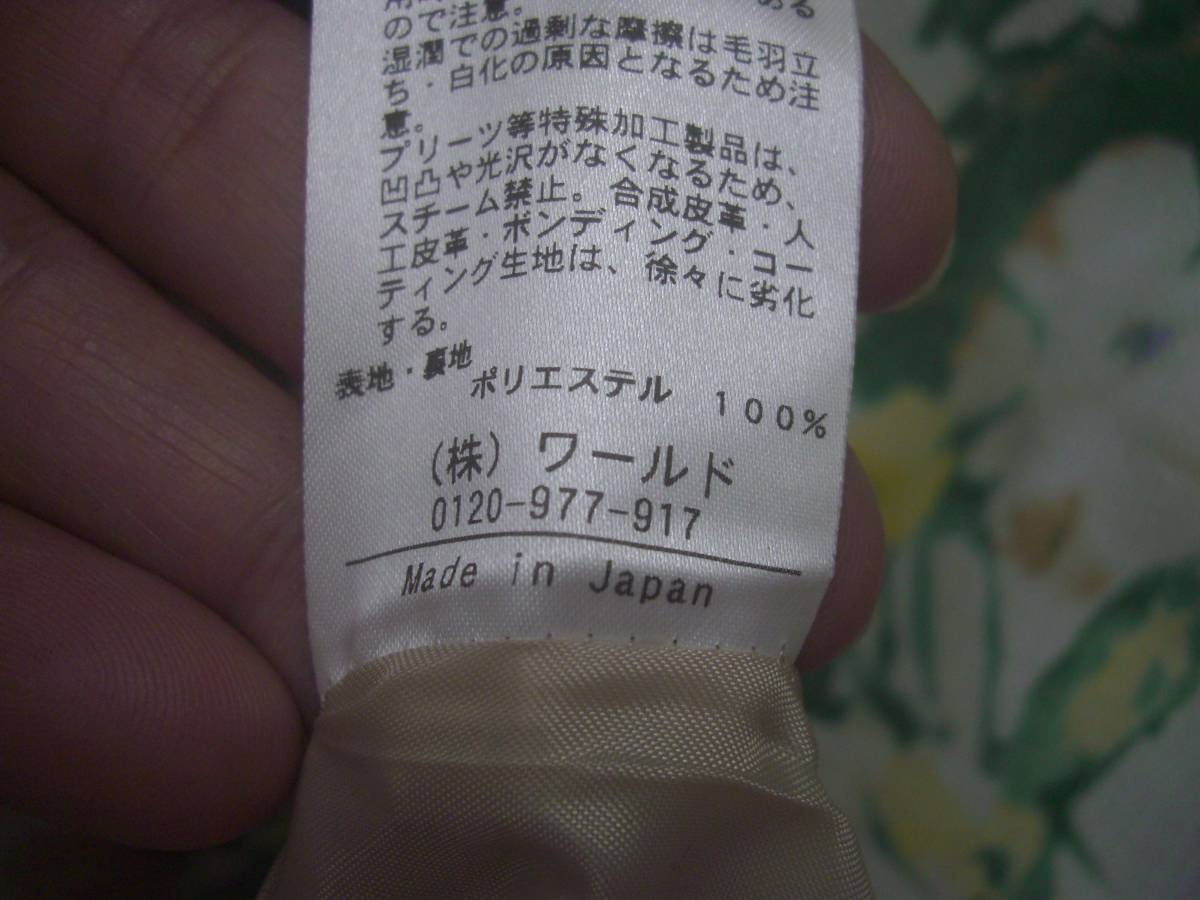 ある
ので注意。
湿潤での過剰な摩擦は毛羽立
ち・白化の原因となるため注
意。
プリーツ等特殊加工製品は、
凹凸や光沢がなくなるため、
スチーム禁止。合成皮革・人
工皮革・ボンディング・コー
ティング生地は、徐々に劣化
する。
表地・裏地
ポリエステル 100%
(株) ワールド
0120-977-917
Made in Japan